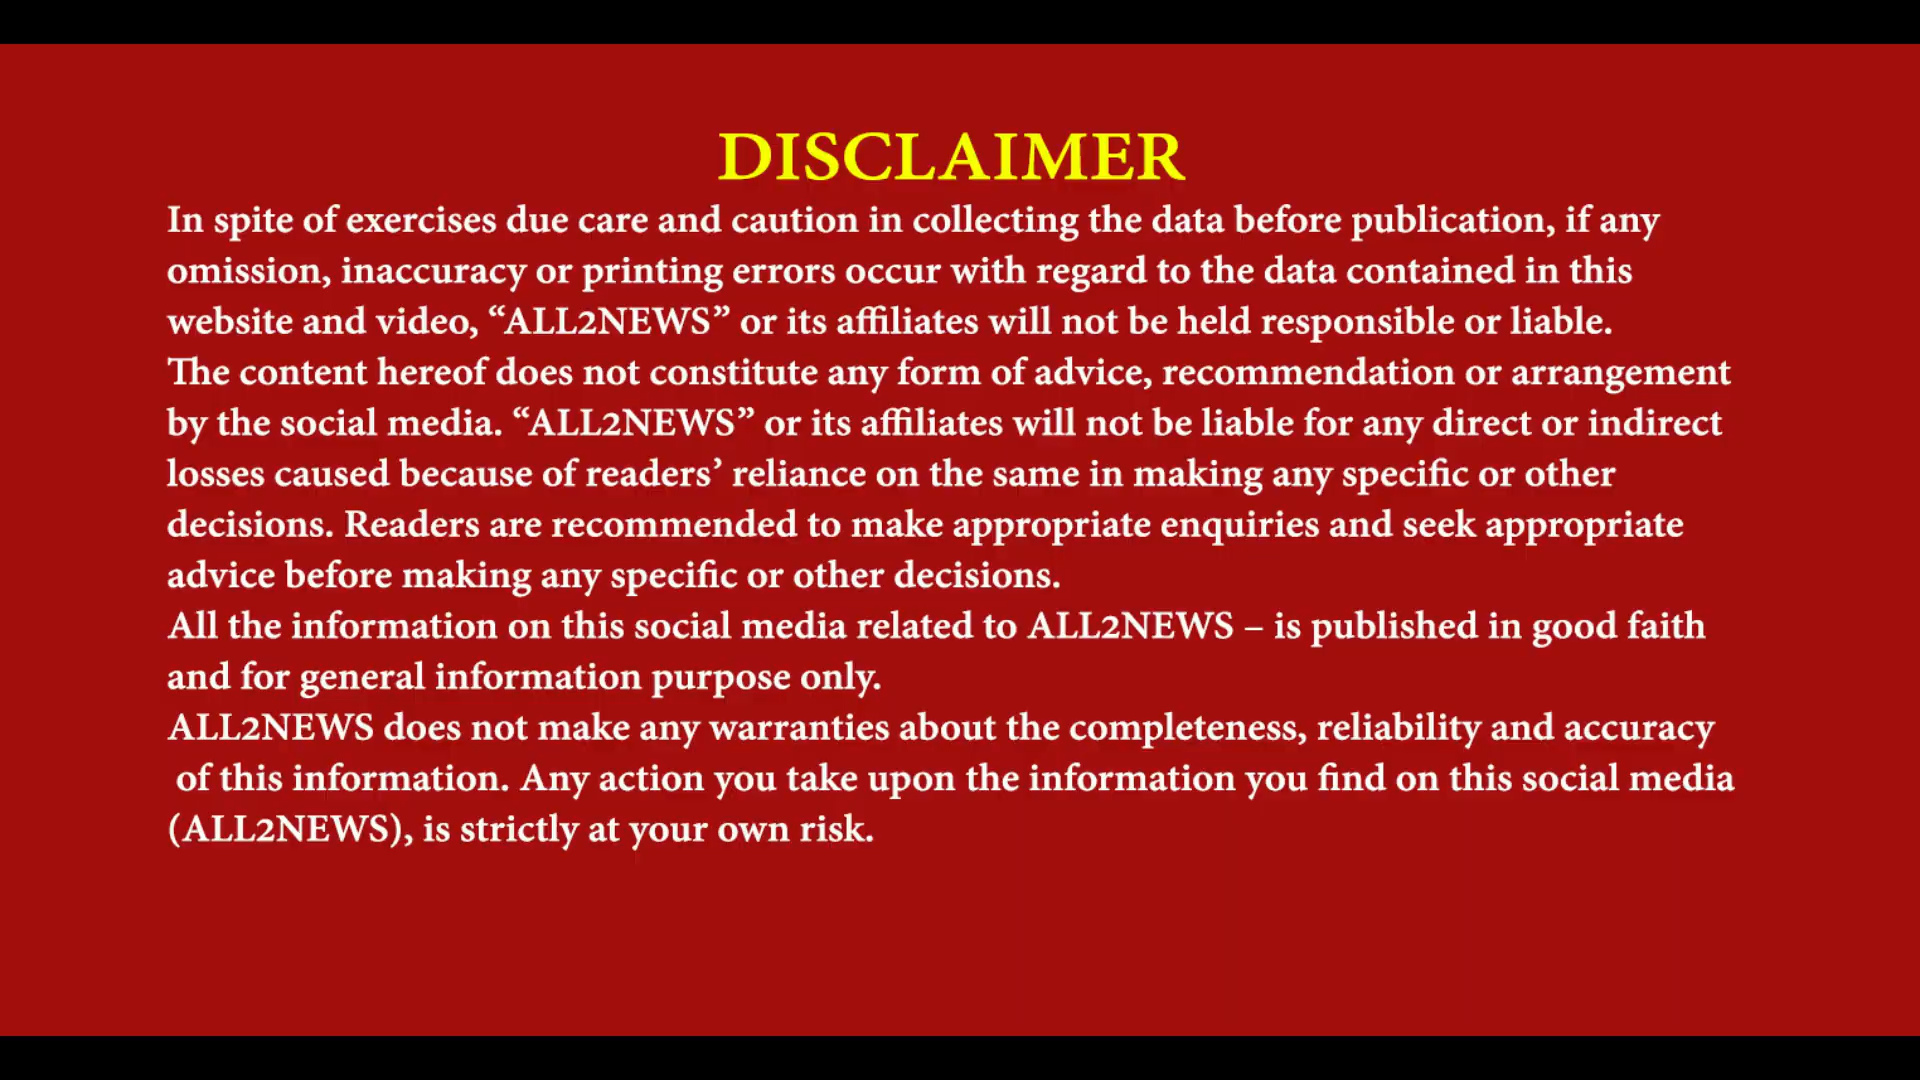 DISCLAIMER
In spite of exercises due care and caution in collecting the data before publication, if any
omission, inaccuracy or printing errors occur with regard to the data contained in this
website and video, “ALL2NEWS” or its affiliates will not be held responsible or liable.
The content hereof does not constitute any form of advice, recommendation or arrangement
by the social media. “ALL2NEWS” or its affiliates will not be liable for any direct or indirect
losses caused because of readers’ reliance on the same in making any specific or other
decisions. Readers are recommended to make appropriate enquiries and seek appropriate
advice before making any specific or other decisions.
All the information on this social media related to ALL2NEWS – is published in good faith
and for general information purpose only.
ALL2NEWS does not make any warranties about the completeness, reliability and accuracy
of this information. Any action you take upon the information you find on this social media
(ALL2NEWS), is strictly at your own risk.